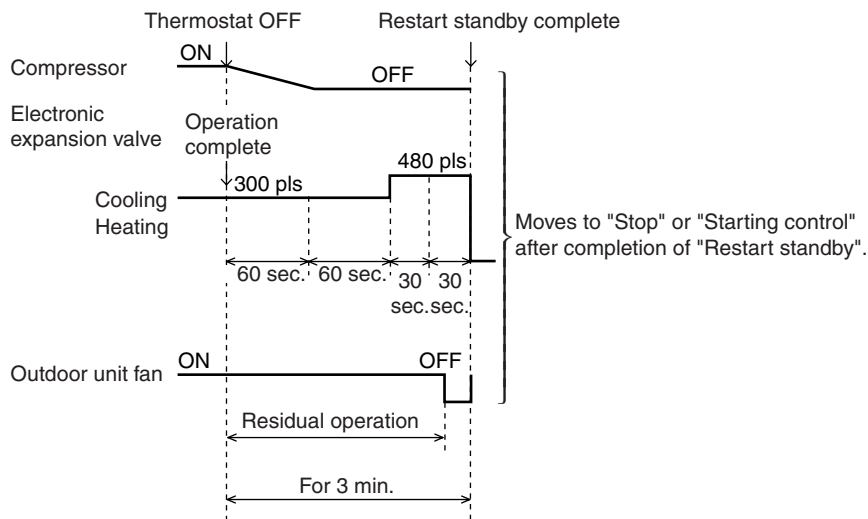 Thermostat OFF
Restart standby complete
ON
Compressor
OFF
Electronic
expansion valve
Operation
complete
480 pls
300 pls
Cooling
Heating
Moves to "Stop" or "Starting control"
after completion of "Restart standby".
60 sec.
60 sec.
30
sec.
30
sec.
ON
OFF
Outdoor unit fan
Residual operation
For 3 min.